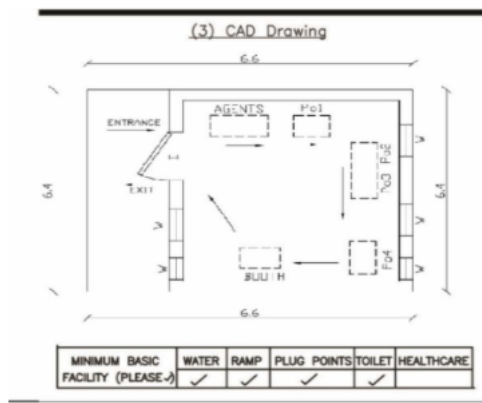 (3) CAD Drawing
6.6
AGENTS Po1
ENTRANCE
Po2
Po3
6.4
6.4
EXIT
W
W
W
W
W
Po4
BOOTH
6.6
MINIMUM BASIC FACILITY (PLEASE✓) WATER RAMP PLUG POINTS TOILET HEALTHCARE
✓ ✓ ✓ ✓